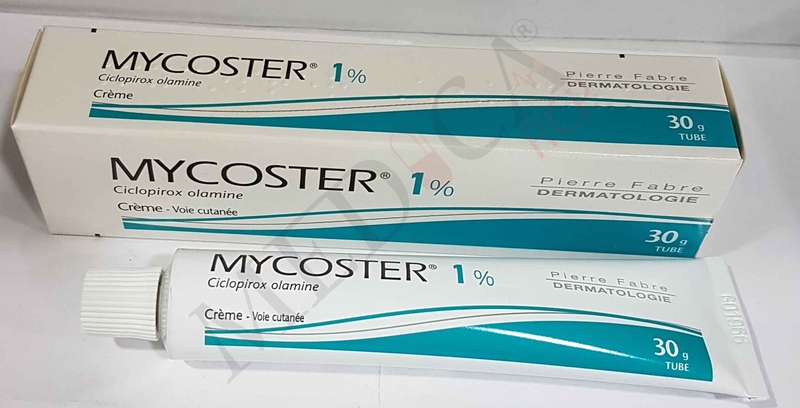 MYCOSTER® 1%
Ciclopirox olamine
Crème
Pierre Fabre
DERMATOLOGIE
30 g
TUBE
MYCOSTER® 1%
Ciclopirox olamine
Crème - Voie cutanée
Pierre Fabre
DERMATOLOGIE
30 g
TUBE
MYCOSTER® 1%
Ciclopirox olamine
Crème - Voie cutanée
Pierre Fabre
DERMATOLOGIE
30 g
TUBE
MEDICA®